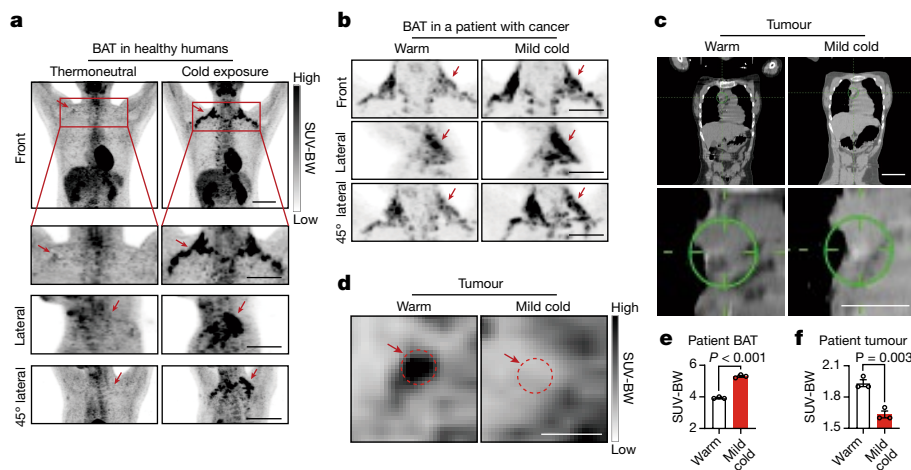 a
BAT in healthy humans
Thermoneutral
Cold exposure
Front
Lateral
45° lateral
High
SUV-BW
Low
b
BAT in a patient with cancer
Warm
Mild cold
Front
Lateral
45° lateral
c
Tumour
Warm
Mild cold
d
Tumour
Warm
Mild cold
High
SUV-BW
Low
e
Patient BAT
P < 0.001
SUV-BW
6
4
2
Warm
Mild
cold
f
Patient tumour
P = 0.003
SUV-BW
2.1
1.8
1.5
Warm
Mild
cold